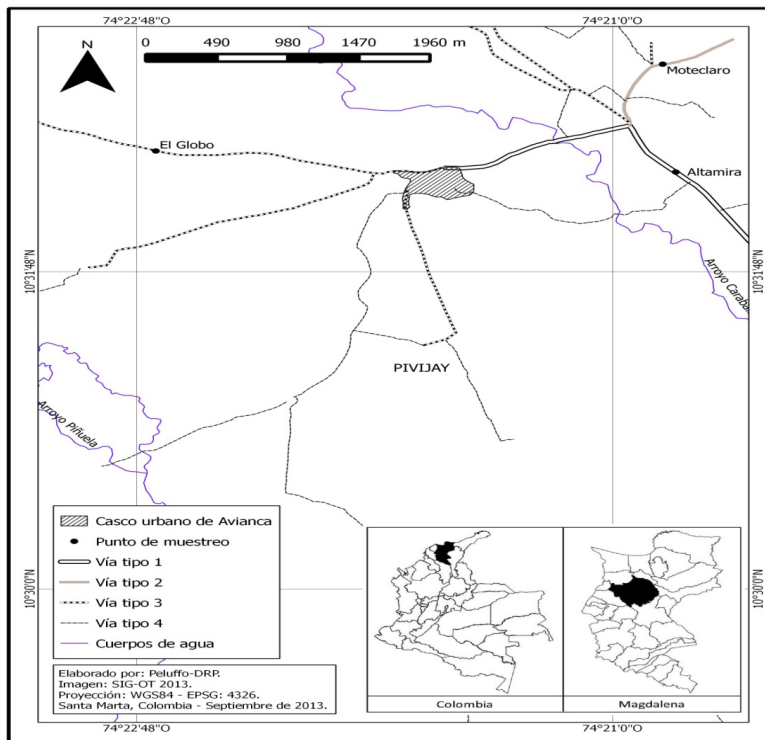 74°22'48"O 74°21'0"O
N
0 490 980 1470 1960 m
Moteclaro
El Globo
Altamira
10°31'48"N 10°31'48"N
PIVIJAY
Arroyo Piñuela
Casco urbano de Avianca
Punto de muestreo
Vía tipo 1
Vía tipo 2
Vía tipo 3
Vía tipo 4
Cuerpos de agua
10°30'0"N 10°30'0"N
Elaborado por: Peluffo-DRP.
Imagen: SIG-OT 2013.
Proyección: WGS84 - EPSG: 4326.
Santa Marta, Colombia - Septiembre de 2013.
Colombia Magdalena
74°22'48"O 74°21'0"O
Arroyo